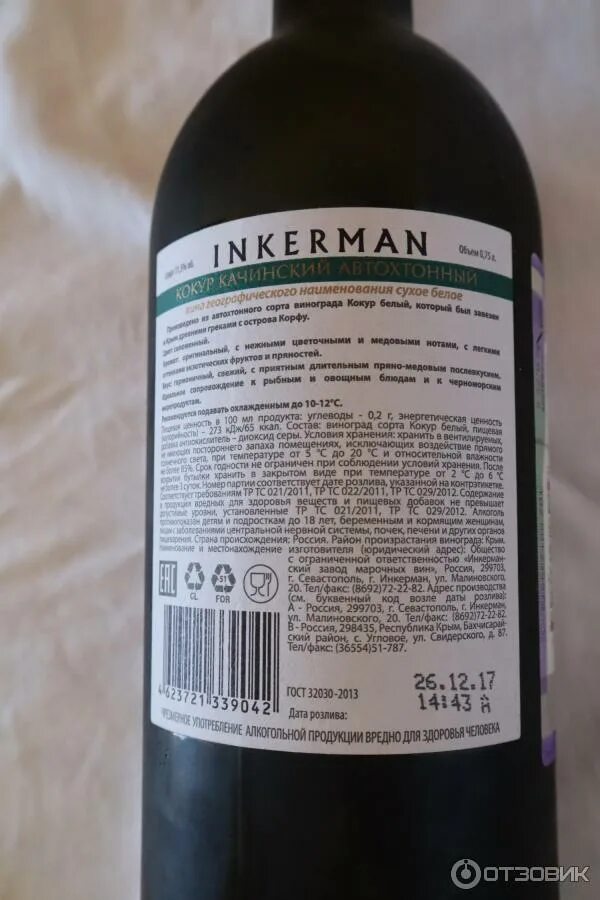 INKERMAN
Объем 0,75 л.
КОКУР КАЧИНСКИЙ АВТОХТОННЫЙ
вина географического наименования сухое белое
Произведено из автохтонного сорта винограда Кокур белый, который был завезен
в Крым древними греками с острова Корфу.
Цвет: соломенный.
Аромат: оригинальный, с нежными цветочными и медовыми нотами, с легкими
оттенками экзотических фруктов и пряностей.
Вкус: гармоничный, свежий, с приятным длительным пряно-медовым послевкусием.
Идеальное сопровождение к рыбным и овощным блюдам и к черноморским
морепродуктам.
Рекомендуется подавать охлажденным до 10-12°С.
Пищевая ценность в 100 мл продукта: углеводы - 0,2 г, энергетическая ценность
(калорийность) – 273 кДж/65 ккал. Состав: виноград сорта Кокур белый, пищевая
добавка антиокислитель – диоксид серы. Условия хранения: хранить в вентилируемых,
не имеющих постороннего запаха помещениях, исключающих воздействие прямого
солнечного света, при температуре от 5 °С до 20 °С и относительной влажности
не более 85%. Срок годности не ограничен при соблюдении условий хранения. После
вскрытия бутылки хранить в закрытом виде при температуре от 2 °С до 6 °С
не более 3 суток. Номер партии соответствует дате розлива, указанной на контрэтикетке.
Соответствует требованиям ТР ТС 021/2011, ТР ТС 022/2011, ТР ТС 029/2012. Содержание
в продукции вредных для здоровья веществ и пищевых добавок не превышает
допустимые уровни, установленные ТР ТС 021/2011, ТР ТС 029/2012. Алкоголь
противопоказан детям и подросткам до 18 лет, беременным и кормящим женщинам,
лицам с заболеваниями центральной нервной системы, почек, печени и других органов
пищеварения. Страна происхождения: Россия. Район произрастания винограда: Крым.
Наименование и местонахождение изготовителя (юридический адрес): Общество
с ограниченной ответственностью «Инкерман-
ский завод марочных вин», Россия, 299703,
г. Севастополь, г. Инкерман, ул. Малиновского,
20. Тел/факс: (8692)72-22-82. Адрес производства
(см. буквенный код возле даты розлива):
А - Россия, 299703, г. Севастополь, г. Инкерман,
ул. Малиновского, 20. Тел/факс: (8692)72-22-82.
В - Россия, 298435, Республика Крым, Бахчисарай-
ский район, с. Угловое, ул. Свидерского, д. 87.
Тел/факс: (36554)51-787.
EAC
GL
51
FOR
4 623721 339042
ГОСТ 32030-2013
Дата розлива:
26.12.17
14:43
ЧРЕЗМЕРНОЕ УПОТРЕБЛЕНИЕ АЛКОГОЛЬНОЙ ПРОДУКЦИИ ВРЕДНО ДЛЯ ЗДОРОВЬЯ ЧЕЛОВЕКА
ОТЗОВИК